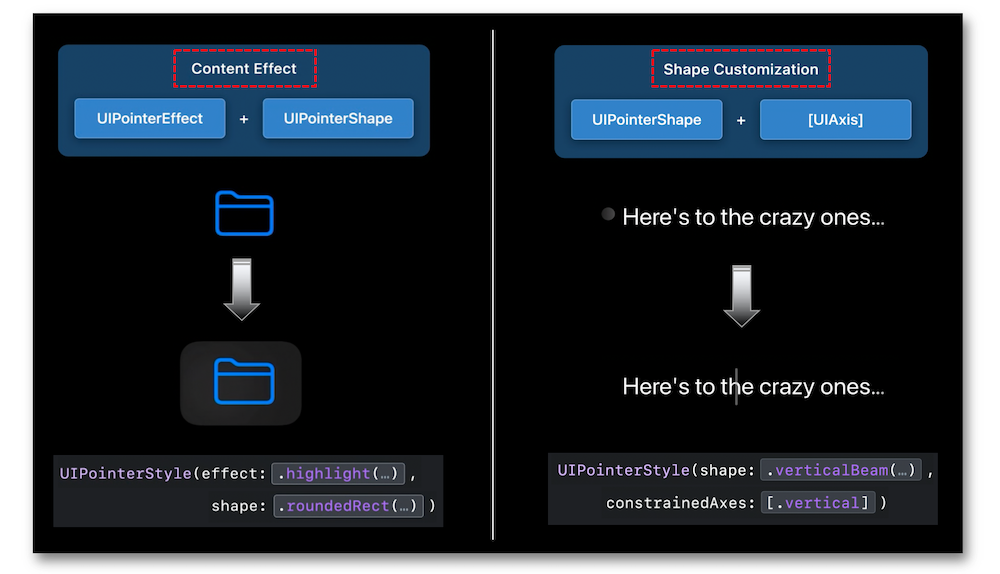 Content Effect
UIPointerEffect + UIPointerShape
UIPointerStyle(effect: .highlight(…) ,
shape: .roundedRect(…) )
Shape Customization
UIPointerShape + [UIAxis]
Here's to the crazy ones...
Here's to the crazy ones...
UIPointerStyle(shape: .verticalBeam(…) ,
constrainedAxes: [.vertical] )